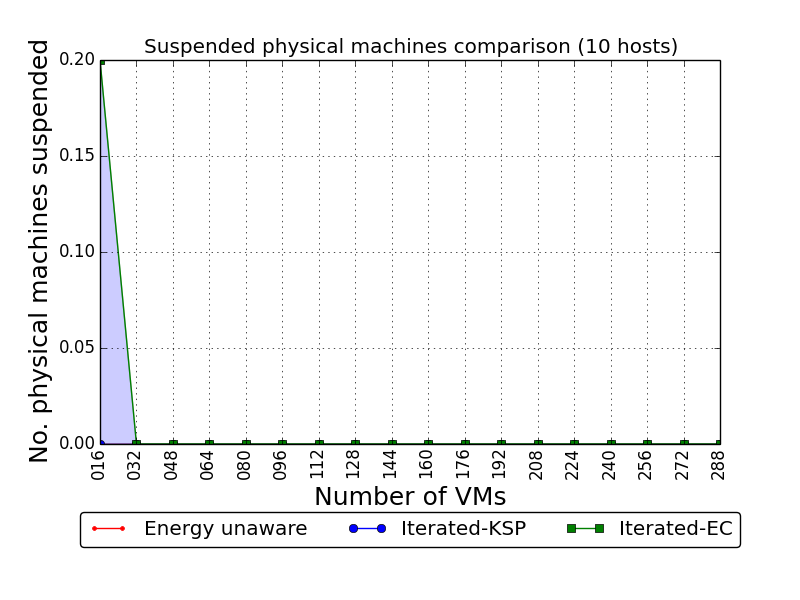 Suspended physical machines comparison (10 hosts)
No. physical machines suspended
0.20
0.15
0.10
0.05
0.00
016 032 048 064 080 096 112 128 144 160 176 192 208 224 240 256 272 288
Number of VMs
Energy unaware Iterated-KSP Iterated-EC